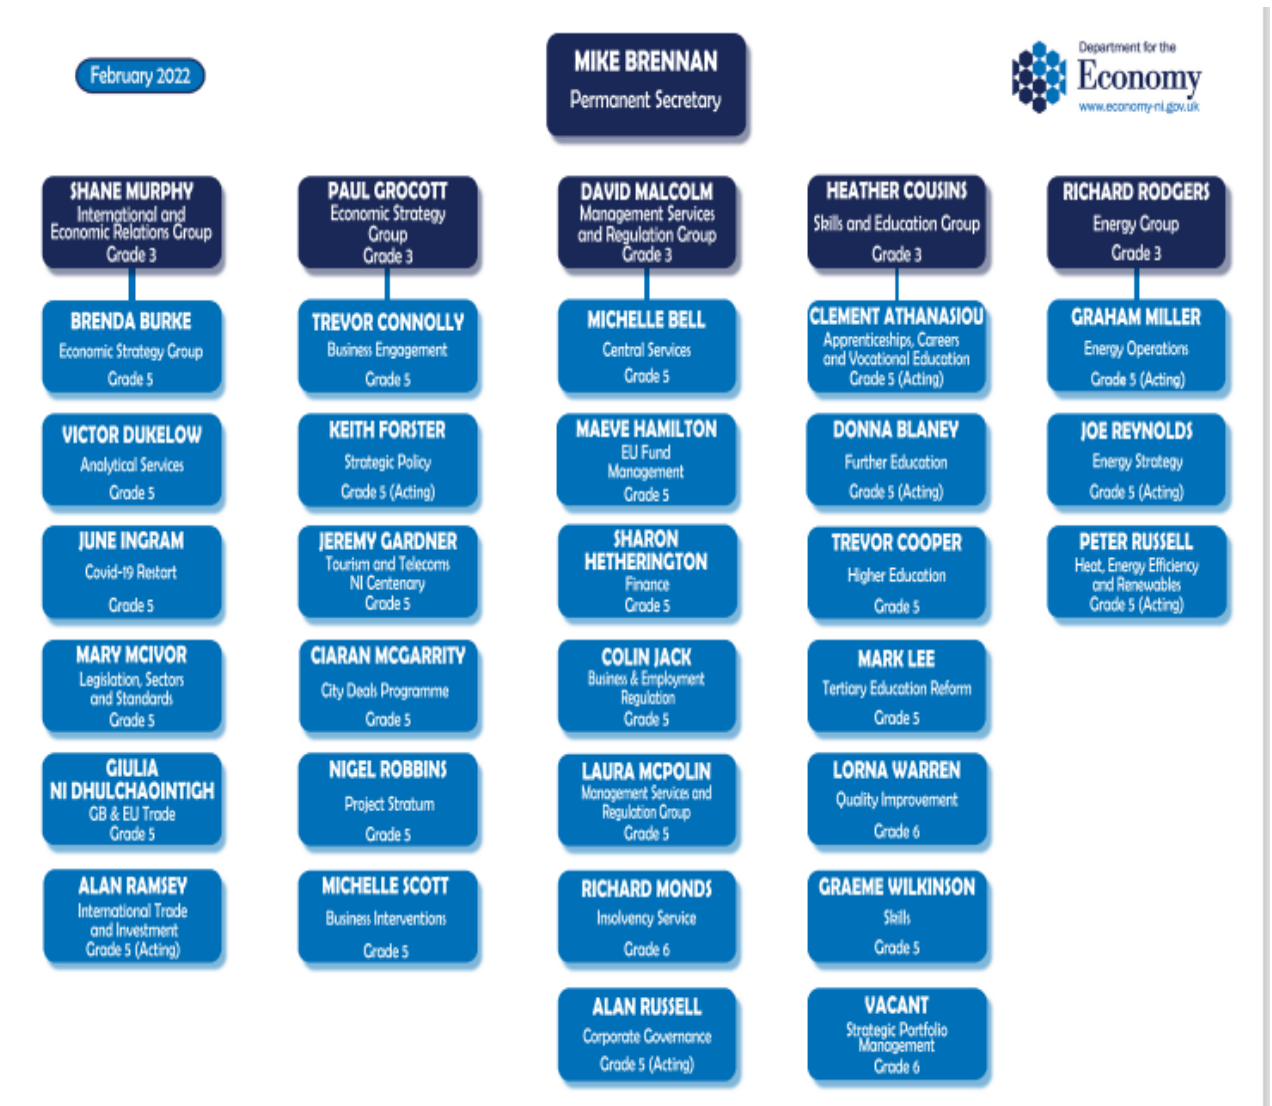 February 2022
MIKE BRENNAN
Permanent Secretary
Department for the
Economy
www.economy-ni.gov.uk
SHANE MURPHY
International and
Economic Relations Group
Grade 3
PAUL GROCOTT
Economic Strategy
Group
Grade 3
DAVID MALCOLM
Management Services
and Regulation Group
Grade 3
HEATHER COUSINS
Skills and Education Group
Grade 3
RICHARD RODGERS
Energy Group
Grade 3
BRENDA BURKE
Economic Strategy Group
Grade 5
TREVOR CONNOLLY
Business Engagement
Grade 5
MICHELLE BELL
Central Services
Grade 5
CLEMENT ATHANASIOU
Apprenticeships, Careers
and Vocational Education
Grade 5 (Acting)
GRAHAM MILLER
Energy Operations
Grade 5 (Acting)
VICTOR DUKELOW
Analytical Services
Grade 5
KEITH FORSTER
Strategic Policy
Grade 5 (Acting)
MAEVE HAMILTON
EU Fund
Management
Grade 5
DONNA BLANEY
Further Education
Grade 5 (Acting)
JOE REYNOLDS
Energy Strategy
Grade 5 (Acting)
JUNE INGRAM
Covid-19 Restart
Grade 5
JEREMY GARDNER
Tourism and Telecoms
NI Centenary
Grade 5
SHARON
HETHERINGTON
Finance
Grade 5
TREVOR COOPER
Higher Education
Grade 5
PETER RUSSELL
Heat, Energy Efficiency
and Renewables
Grade 5 (Acting)
MARY MCIVOR
Legislation, Sectors
and Standards
Grade 5
CIARAN MCGARRITY
City Deals Programme
Grade 5
COLIN JACK
Business & Employment
Regulation
Grade 5
MARK LEE
Tertiary Education Reform
Grade 5
GIULIA
NI DHULCHAOINTIGH
GB & EU Trade
Grade 5
NIGEL ROBBINS
Project Stratum
Grade 5
LAURA MCPOLIN
Management Services and
Regulation Group
Grade 5
LORNA WARREN
Quality Improvement
Grade 6
ALAN RAMSEY
International Trade
and Investment
Grade 5 (Acting)
MICHELLE SCOTT
Business Interventions
Grade 5
RICHARD MONDS
Insolvency Service
Grade 6
GRAEME WILKINSON
Skills
Grade 5
ALAN RUSSELL
Corporate Governance
Grade 5 (Acting)
VACANT
Strategic Portfolio
Management
Grade 6